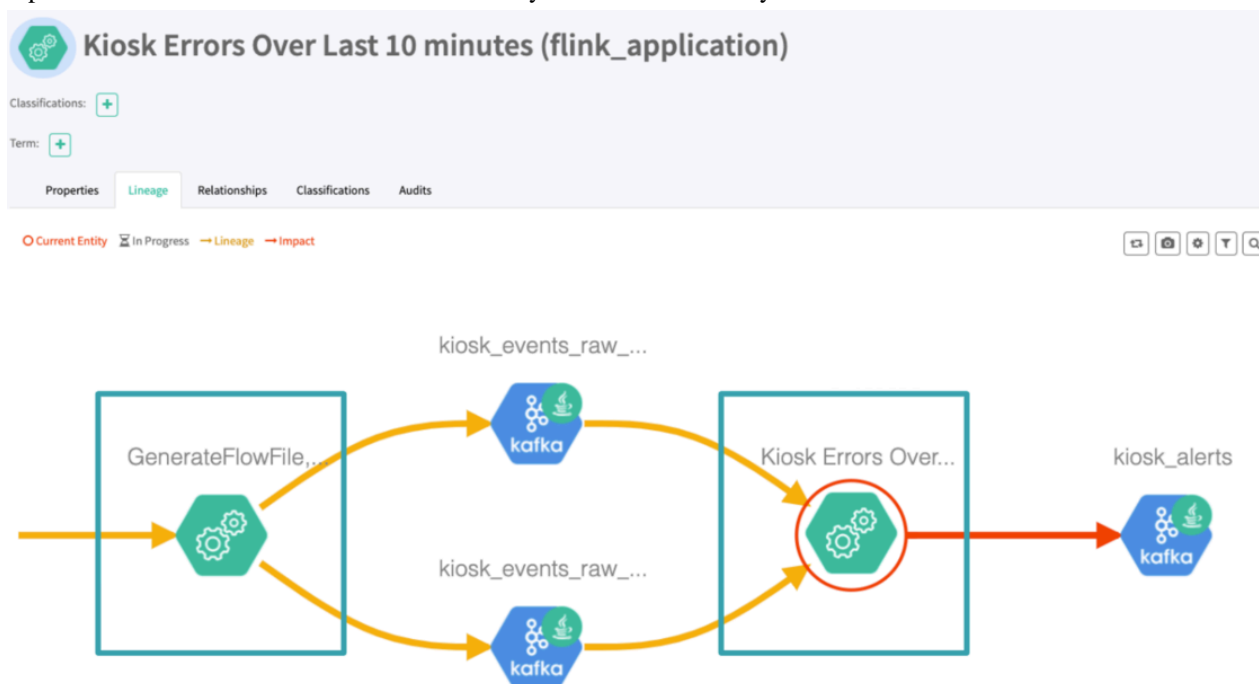 Kiosk Errors Over Last 10 minutes (flink_application)
Classifications:
Term:
Properties Lineage Relationships Classifications Audits
Current Entity In Progress Lineage Impact
kiosk_events_raw_...
kafka
GenerateFlowFile,...
Kiosk Errors Over...
kiosk_alerts
kafka
kiosk_events_raw_...
kafka